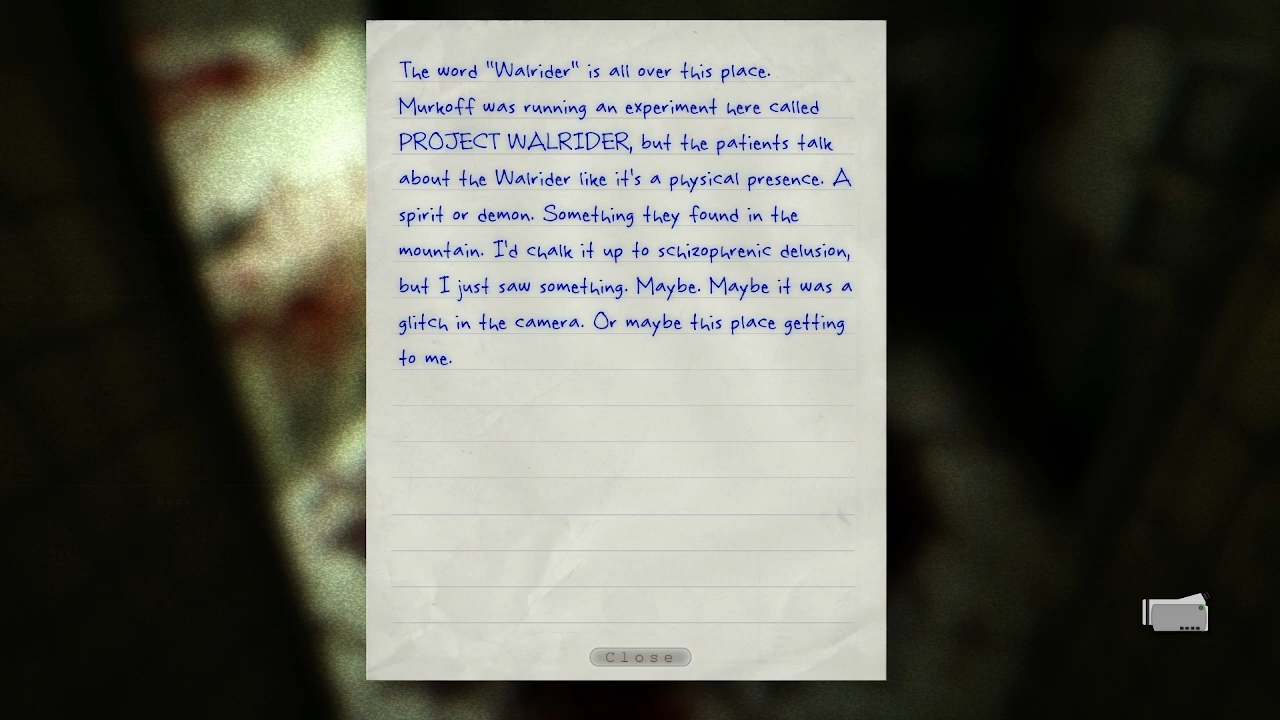 The word "Walrider" is all over this place.
Murkoff was running an experiment here called
PROJECT WALRIDER, but the patients talk
about the Walrider like it's a physical presence. A
spirit or demon. Something they found in the
mountain. I'd chalk it up to schizophrenic delusion,
but I just saw something. Maybe. Maybe it was a
glitch in the camera. Or maybe this place getting
to me.
Close